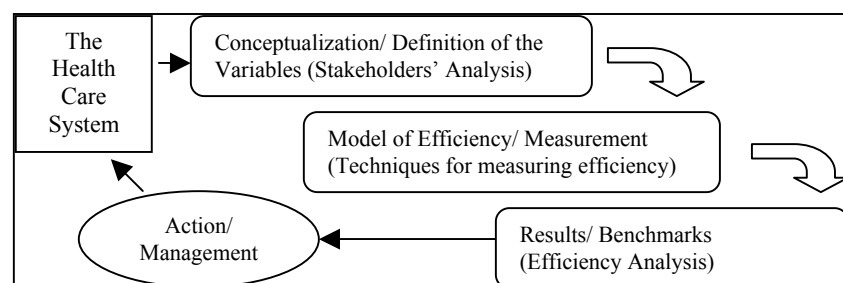 The
Health
Care
System
Conceptualization/ Definition of the
Variables (Stakeholders’ Analysis)
Model of Efficiency/ Measurement
(Techniques for measuring efficiency)
Action/
Management
Results/ Benchmarks
(Efficiency Analysis)